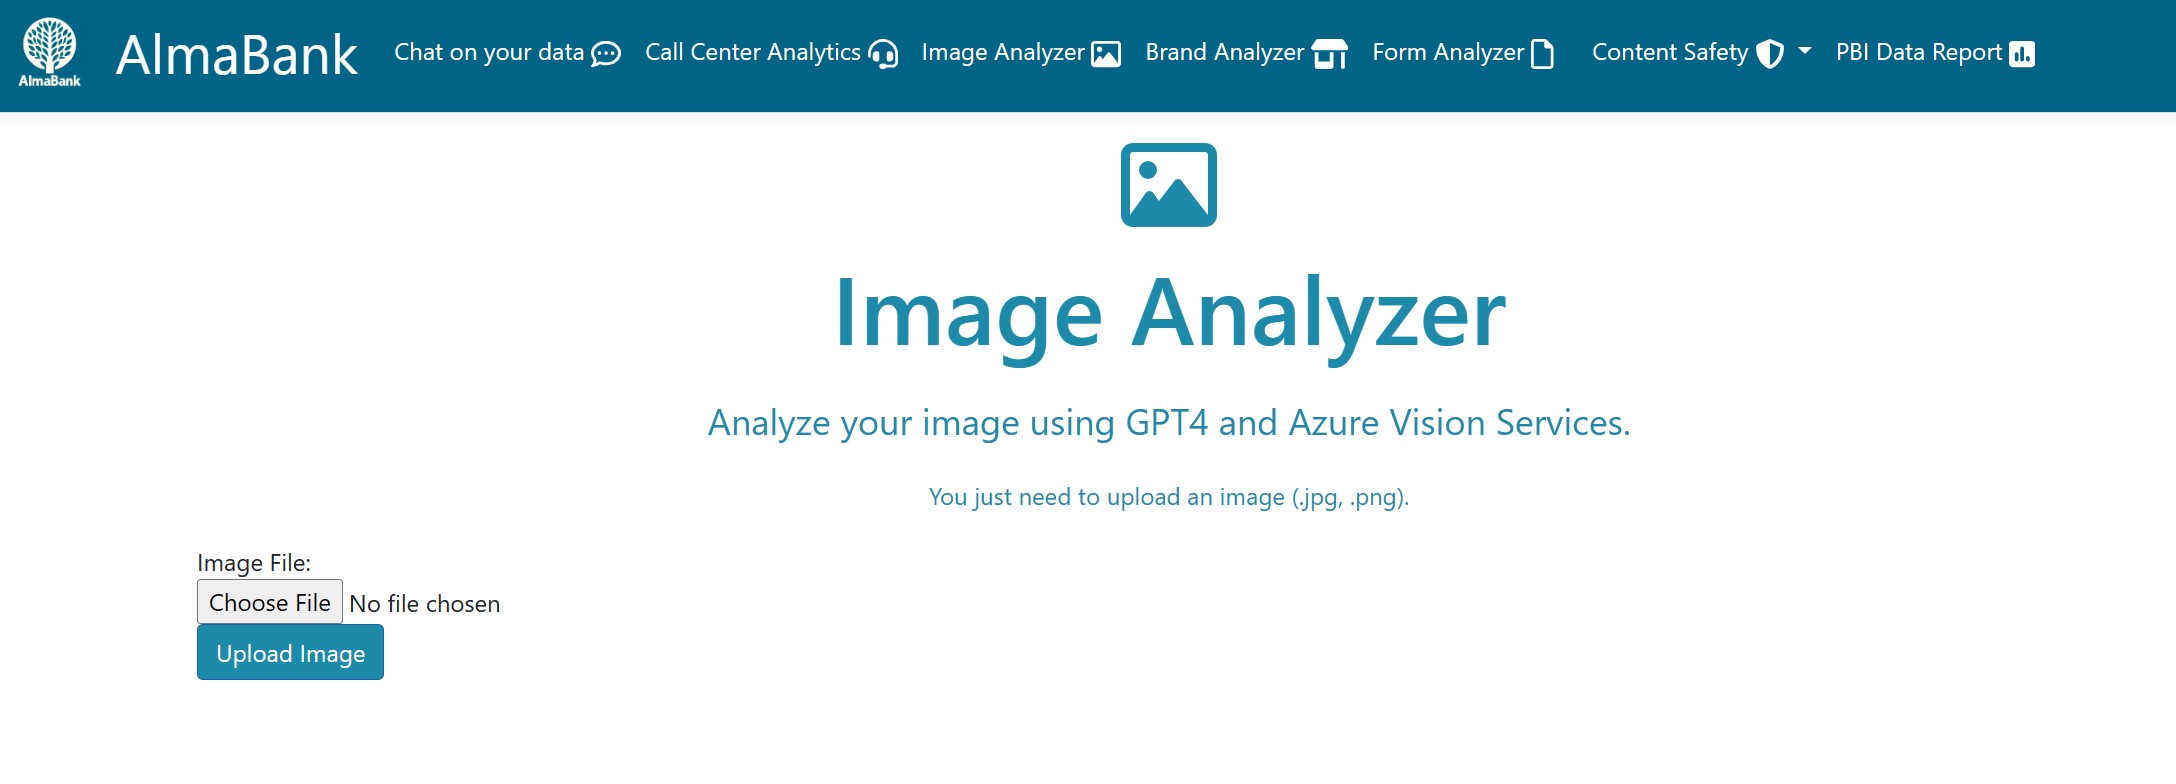 AlmaBank
AlmaBank Chat on your data Call Center Analytics Image Analyzer Brand Analyzer Form Analyzer Content Safety PBI Data Report
Image Analyzer
Analyze your image using GPT4 and Azure Vision Services.
You just need to upload an image (.jpg, .png).
Image File:
Choose File No file chosen
Upload Image